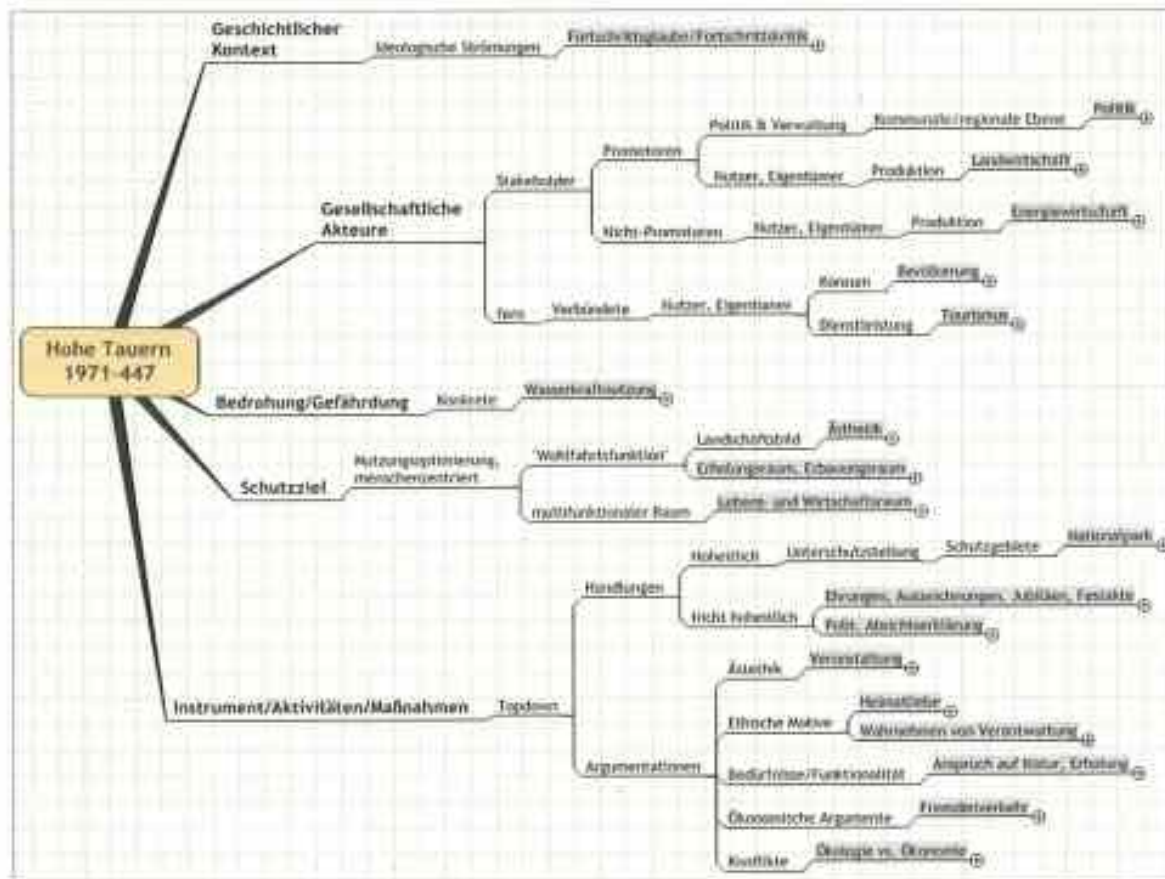 Geschichtlicher
Kontext
Ideologische Strömungen
Fortschrittsglaube/Fortschrittskritik
Gesellschaftliche
Akteure
Stakeholder
Promotoren
Politik & Verwaltung
Kommunale/regionale Ebene
Politik
Nutzer, Eigentümer
Produktion
Landwirtschaft
Nicht-Promotoren
Nutzer, Eigentümer
Produktion
Energiewirtschaft
fern
Verbündete
Nutzer, Eigentümer
Konsum
Bevölkerung
Dienstleistung
Tourismus
Hohe Tauern
1971-447
Bedrohung/Gefährdung
Konkrete
Wasserkraftnutzung
Schutzziel
Nutzungsoptimierung,
menschenzentriert
'Wohlfahrtsfunktion'
Landschaftsbild
Ästhetik
Erholungsraum, Erbauungsraum
multifunktionaler Raum
Lebens- und Wirtschaftsraum
Instrument/Aktivitäten/Maßnahmen
Topdown
Handlungen
Hoheitlich
Unterschutzstellung
Schutzgebiete
Nationalpark
nicht hoheitlich
Ehrungen, Auszeichnungen, Jubiläen, Festakte
Polit. Absichtserklärung
Argumentationen
Ästethik
Verunstaltung
Ethische Motive
Heimatliebe
Wahrnehmen von Verantwortung
Bedürfnisse/Funktionalität
Anspruch auf Natur, Erholung
Ökonomische Argumente
Fremdenverkehr
Konflikte
Ökologie vs. Ökonomie